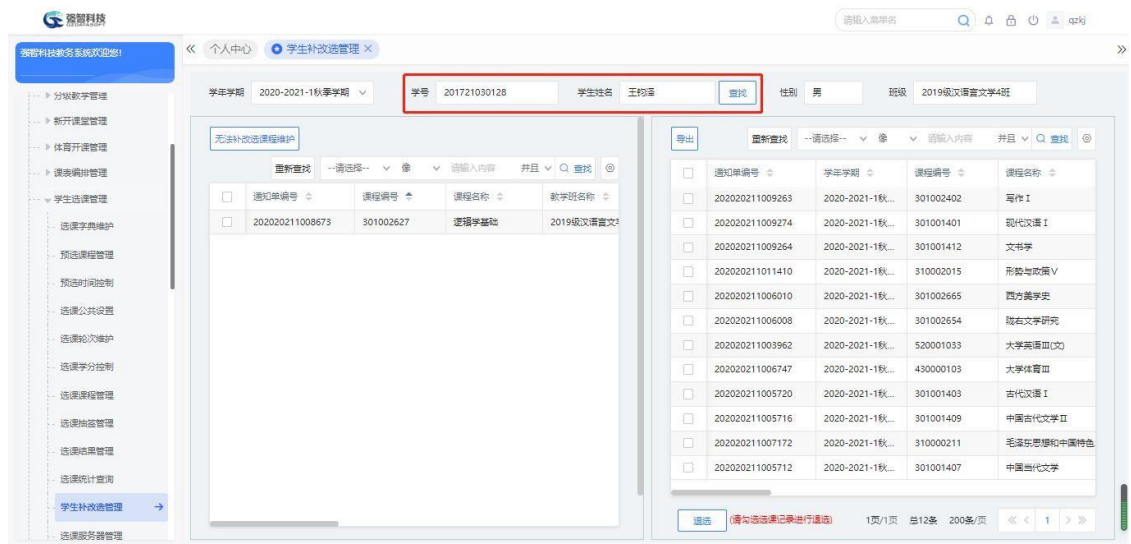 强智科技
QZDATASOFT
请输入菜单名
qzkj
强智科技教务系统欢迎您!
个人中心
学生补改选管理
分级教学管理
新开课堂管理
体育开课管理
课表编排管理
学生选课管理
选课字典维护
预选课程管理
预选时间控制
选课公共设置
选课轮次维护
选课学分控制
选课课程管理
选课抽签管理
选课结果管理
选课统计查询
学生补改选管理
选课服务器管理
学年学期 2020-2021-1秋季学期 学号 201721030128 学生姓名 王钧泽 查找 性别 男 班级 2019级汉语言文学4班
无法补改选课程维护
重新查找 --请选择-- 像 请输入内容 并且 查找
通知单编号 课程编号 课程名称 教学班名称
202020211008673 301002627 逻辑学基础 2019级汉语言文
导出 重新查找 --请选择-- 像 请输入内容 并且 查找
通知单编号 学年学期 课程编号 课程名称
202020211009263 2020-2021-1秋... 301002402 写作 I
202020211009274 2020-2021-1秋... 301001401 现代汉语 I
202020211009264 2020-2021-1秋... 301001412 文书学
202020211011410 2020-2021-1秋... 310002015 形势与政策Ⅴ
202020211006010 2020-2021-1秋... 301002665 西方美学史
202020211006008 2020-2021-1秋... 301002654 陇右文学研究
202020211003962 2020-2021-1秋... 520001033 大学英语Ⅲ(文)
202020211006747 2020-2021-1秋... 430000103 大学体育Ⅲ
202020211005720 2020-2021-1秋... 301001403 古代汉语 I
202020211005716 2020-2021-1秋... 301001409 中国古代文学Ⅱ
202020211007172 2020-2021-1秋... 310000211 毛泽东思想和中国特色
202020211005712 2020-2021-1秋... 301001407 中国当代文学
退选 (请勾选选课记录进行退选) 1页/1页 总12条 200条/页 1